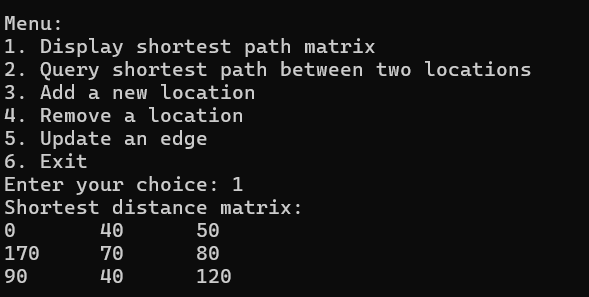 Menu:
1. Display shortest path matrix
2. Query shortest path between two locations
3. Add a new location
4. Remove a location
5. Update an edge
6. Exit
Enter your choice: 1
Shortest distance matrix:
0       40      50
170     70      80
90      40      120